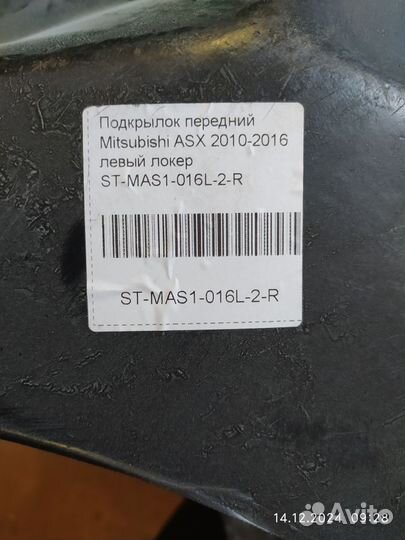 Подкрылок передний
Mitsubishi ASX 2010-2016
левый локер
ST-MAS1-016L-2-R
ST-MAS1-016L-2-R
14.12.2024 09:28
Avito